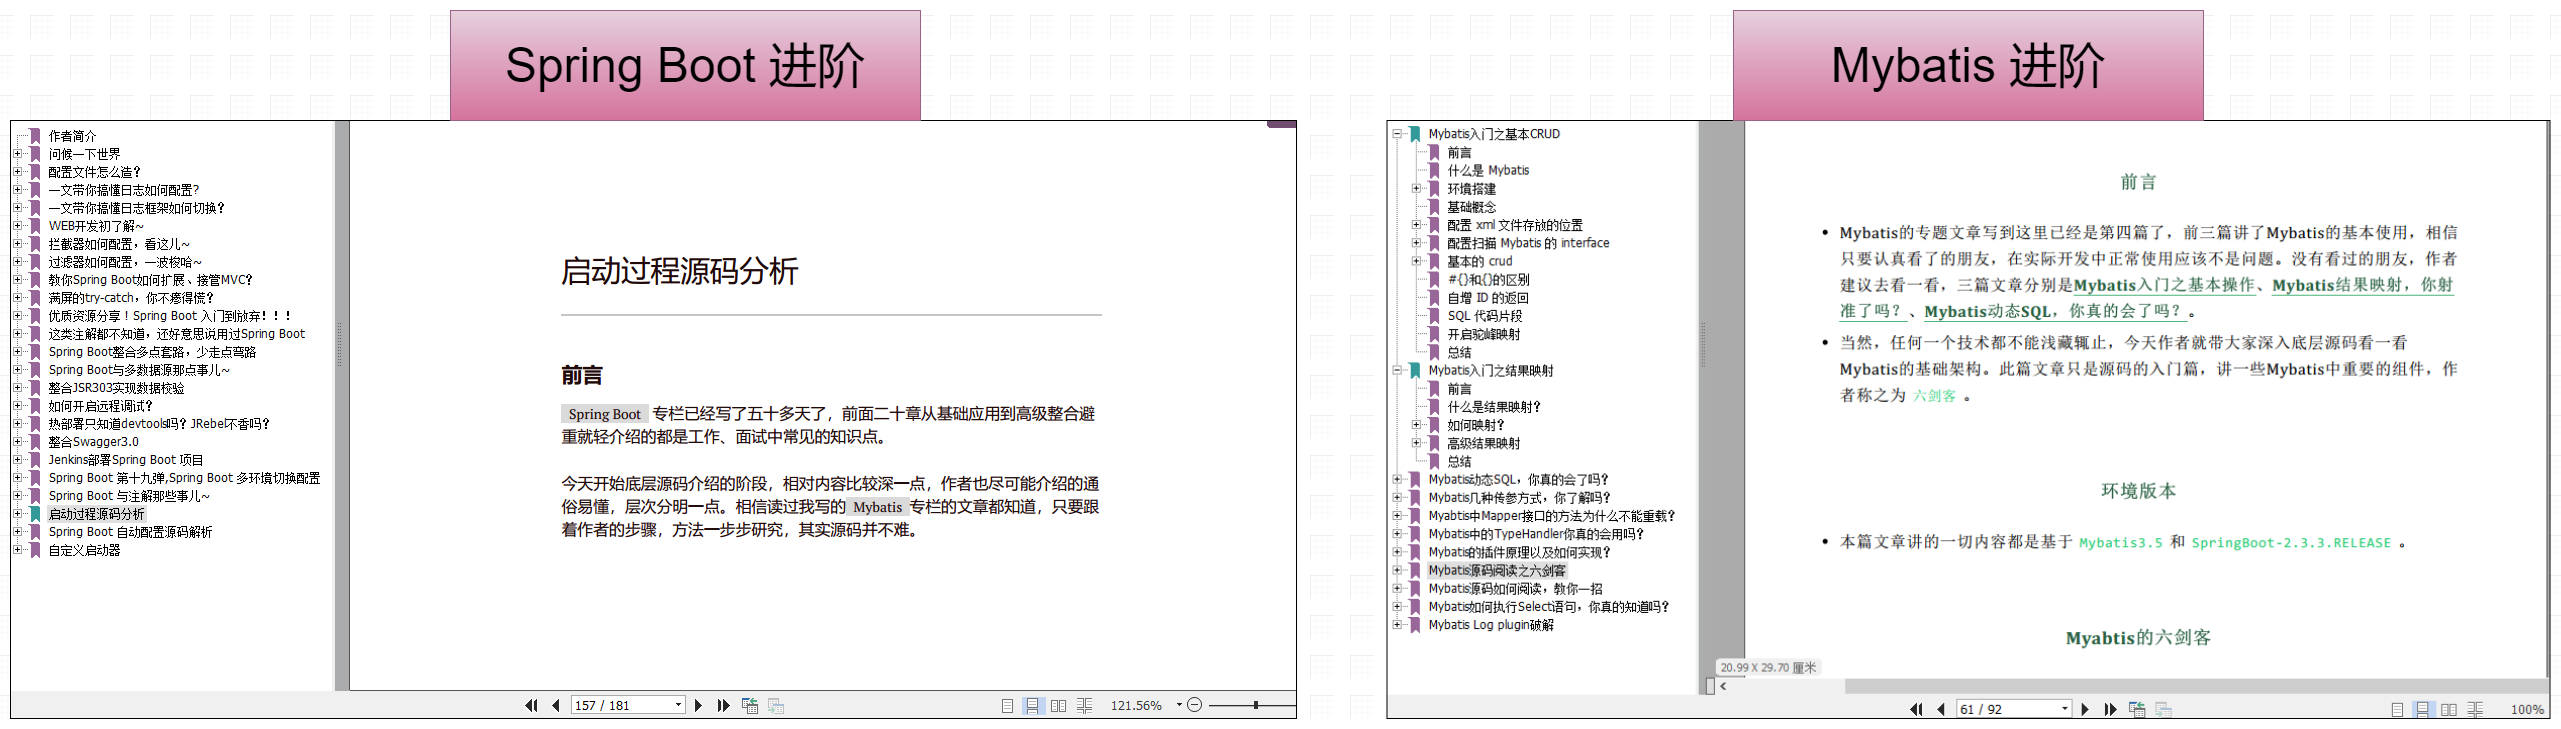 Spring Boot 进阶
作者简介
问候一下世界
配置文件怎么造?
一文带你搞懂日志如何配置?
一文带你搞懂日志框架如何切换?
WEB开发初了解~
拦截器如何配置，看这儿~
过滤器如何配置，一波梭哈~
教你Spring Boot如何扩展、接管MVC?
满屏的try-catch，你不瘆得慌?
优质资源分享！Spring Boot 入门到放弃！！！
这类注解都不知道，还好意思说用过Spring Boot
Spring Boot整合多点套路，少走点弯路
Spring Boot与多数据源那点事儿~
整合JSR303实现数据校验
如何开启远程调试?
热部署只知道devtools吗? JRebel不香吗?
整合Swagger3.0
Jenkins部署Spring Boot 项目
Spring Boot 第十九弹,Spring Boot 多环境切换配置
Spring Boot 与注解那些事儿~
启动过程源码分析
Spring Boot 自动配置源码解析
自定义启动器
启动过程源码分析
前言
Spring Boot 专栏已经写了五十多天了，前面二十章从基础应用到高级整合避
重就轻介绍的都是工作、面试中常见的知识点。
今天开始底层源码介绍的阶段，相对内容比较深一点，作者也尽可能介绍的通
俗易懂，层次分明一点。相信读过我写的 Mybatis 专栏的文章都知道，只要跟
着作者的步骤，方法一步步研究，其实源码并不难。
157 / 181
121.56%
Mybatis 进阶
Mybatis入门之基本CRUD
前言
什么是 Mybatis
环境搭建
基础概念
配置 xml 文件存放的位置
配置扫描 Mybatis 的 interface
基本的 crud
#{}和{}的区别
自增 ID 的返回
SQL 代码片段
开启驼峰映射
总结
Mybatis入门之结果映射
前言
什么是结果映射?
如何映射?
高级结果映射
总结
Mybatis动态SQL，你真的会了吗?
Mybatis几种传参方式，你了解吗?
Myabtis中Mapper接口的方法为什么不能重载?
Mybatis中的TypeHandler你真的会用吗?
Mybatis的插件原理以及如何实现?
Mybatis源码阅读之六剑客
Mybatis源码如何阅读，教你一招
Mybatis如何执行Select语句，你真的知道吗?
Mybatis Log plugin破解
前言
• Mybatis的专题文章写到这里已经是第四篇了，前三篇讲了Mybatis的基本使用，相信
只要认真看了的朋友，在实际开发中正常使用应该不是问题。没有看过的朋友，作者
建议去看一看，三篇文章分别是Mybatis入门之基本操作、Mybatis结果映射，你射
准了吗？、Mybatis动态SQL，你真的会了吗？。
• 当然，任何一个技术都不能浅藏辄止，今天作者就带大家深入底层源码看一看
Mybatis的基础架构。此篇文章只是源码的入门篇，讲一些Mybatis中重要的组件，作
者称之为 六剑客 。
环境版本
• 本篇文章讲的一切内容都是基于 Mybatis3.5 和 SpringBoot-2.3.3.RELEASE 。
Myabtis的六剑客
20.99 X 29.70 厘米
61 / 92
100%